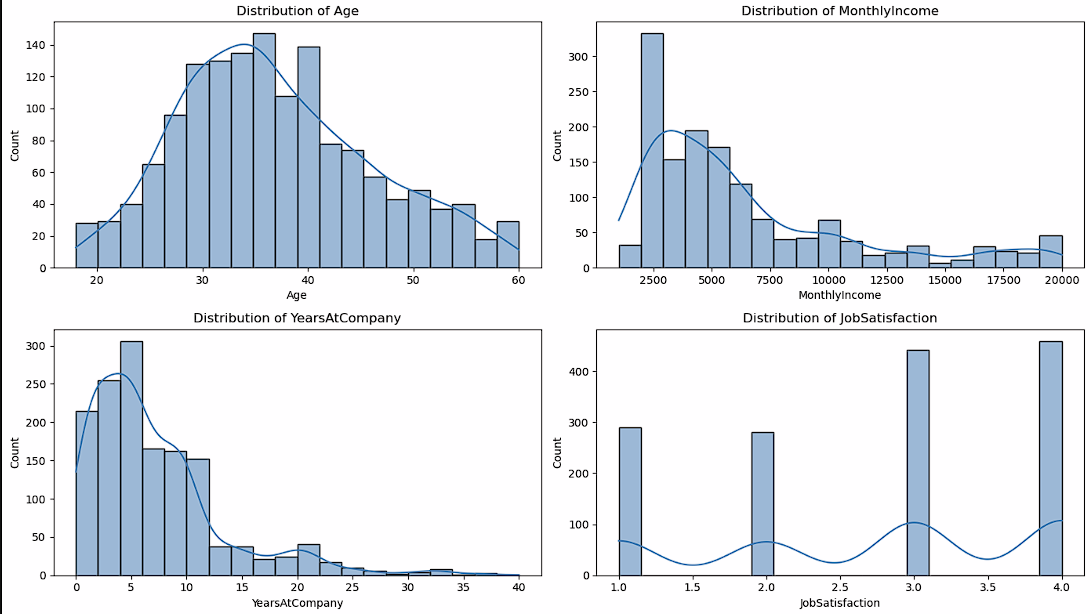 Distribution of Age
Count
140
120
100
80
60
40
20
0
20 30 40 50 60
Age
Distribution of MonthlyIncome
Count
300
250
200
150
100
50
0
2500 5000 7500 10000 12500 15000 17500 20000
MonthlyIncome
Distribution of YearsAtCompany
Count
300
250
200
150
100
50
0
0 5 10 15 20 25 30 35 40
YearsAtCompany
Distribution of JobSatisfaction
Count
400
300
200
100
0
1.0 1.5 2.0 2.5 3.0 3.5 4.0
JobSatisfaction